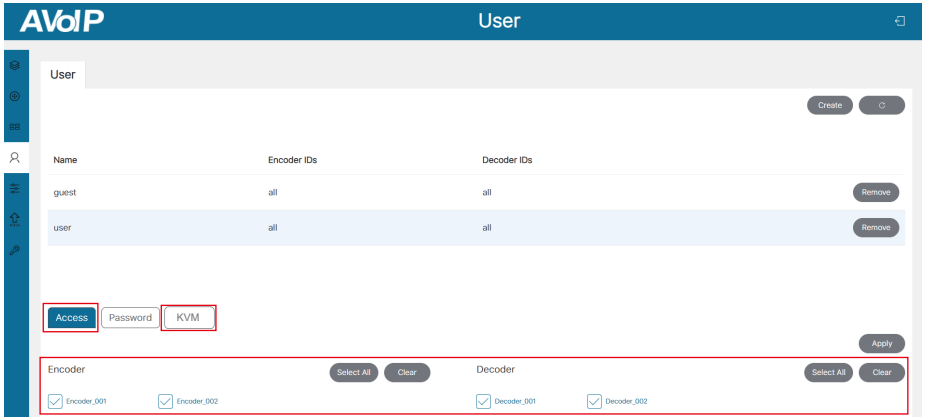 AVoIP
User
User
Create
Name Encoder IDs Decoder IDs
guest all all Remove
user all all Remove
Access Password KVM
Apply
Encoder Select All Clear Decoder Select All Clear
Encoder_001 Encoder_002 Decoder_001 Decoder_002